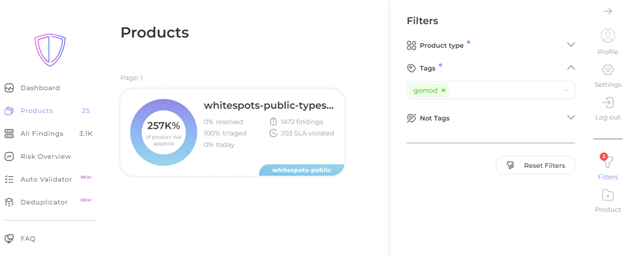 Products
Page: 1
Dashboard
Products 25
All Findings 3.1K
Risk Overview
Auto Validator NEW
Deduplicator NEW
FAQ
257K%
of product risk
appetite
whitespots-public-types...
0% resolved
1472 findings
100% triaged
203 SLA violated
0% today
whitespots-public
Filters
Product type
Tags
gomod ×
Not Tags
Reset Filters
Profile
Settings
Log out
2
Filters
Product